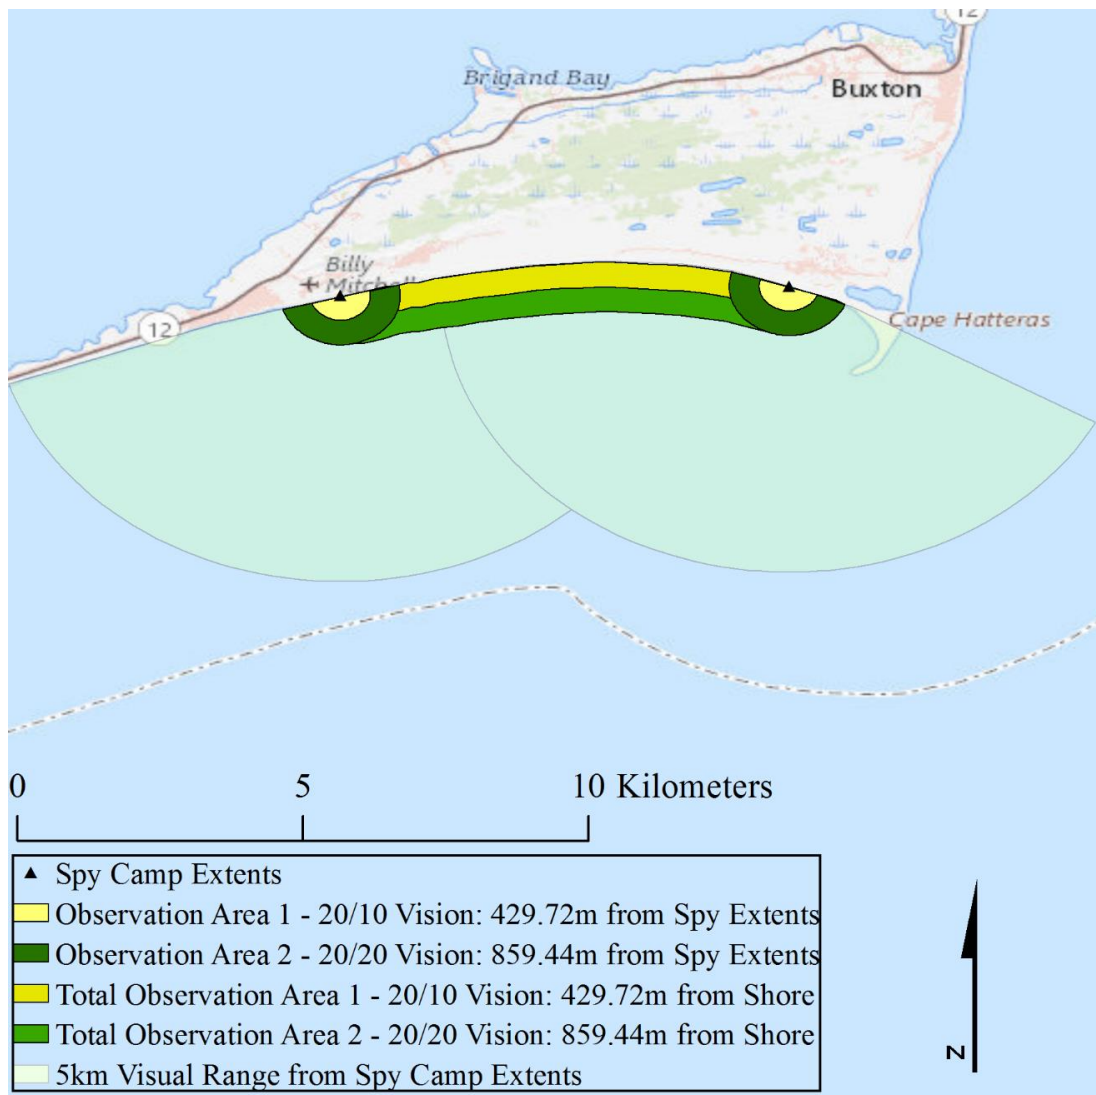 12
Brigand Bay
Buxton
Billy
Mitchell
12
Cape Hatteras
0 5 10 Kilometers
Spy Camp Extents
Observation Area 1 - 20/10 Vision: 429.72m from Spy Extents
Observation Area 2 - 20/20 Vision: 859.44m from Spy Extents
Total Observation Area 1 - 20/10 Vision: 429.72m from Shore
Total Observation Area 2 - 20/20 Vision: 859.44m from Shore
5km Visual Range from Spy Camp Extents
N